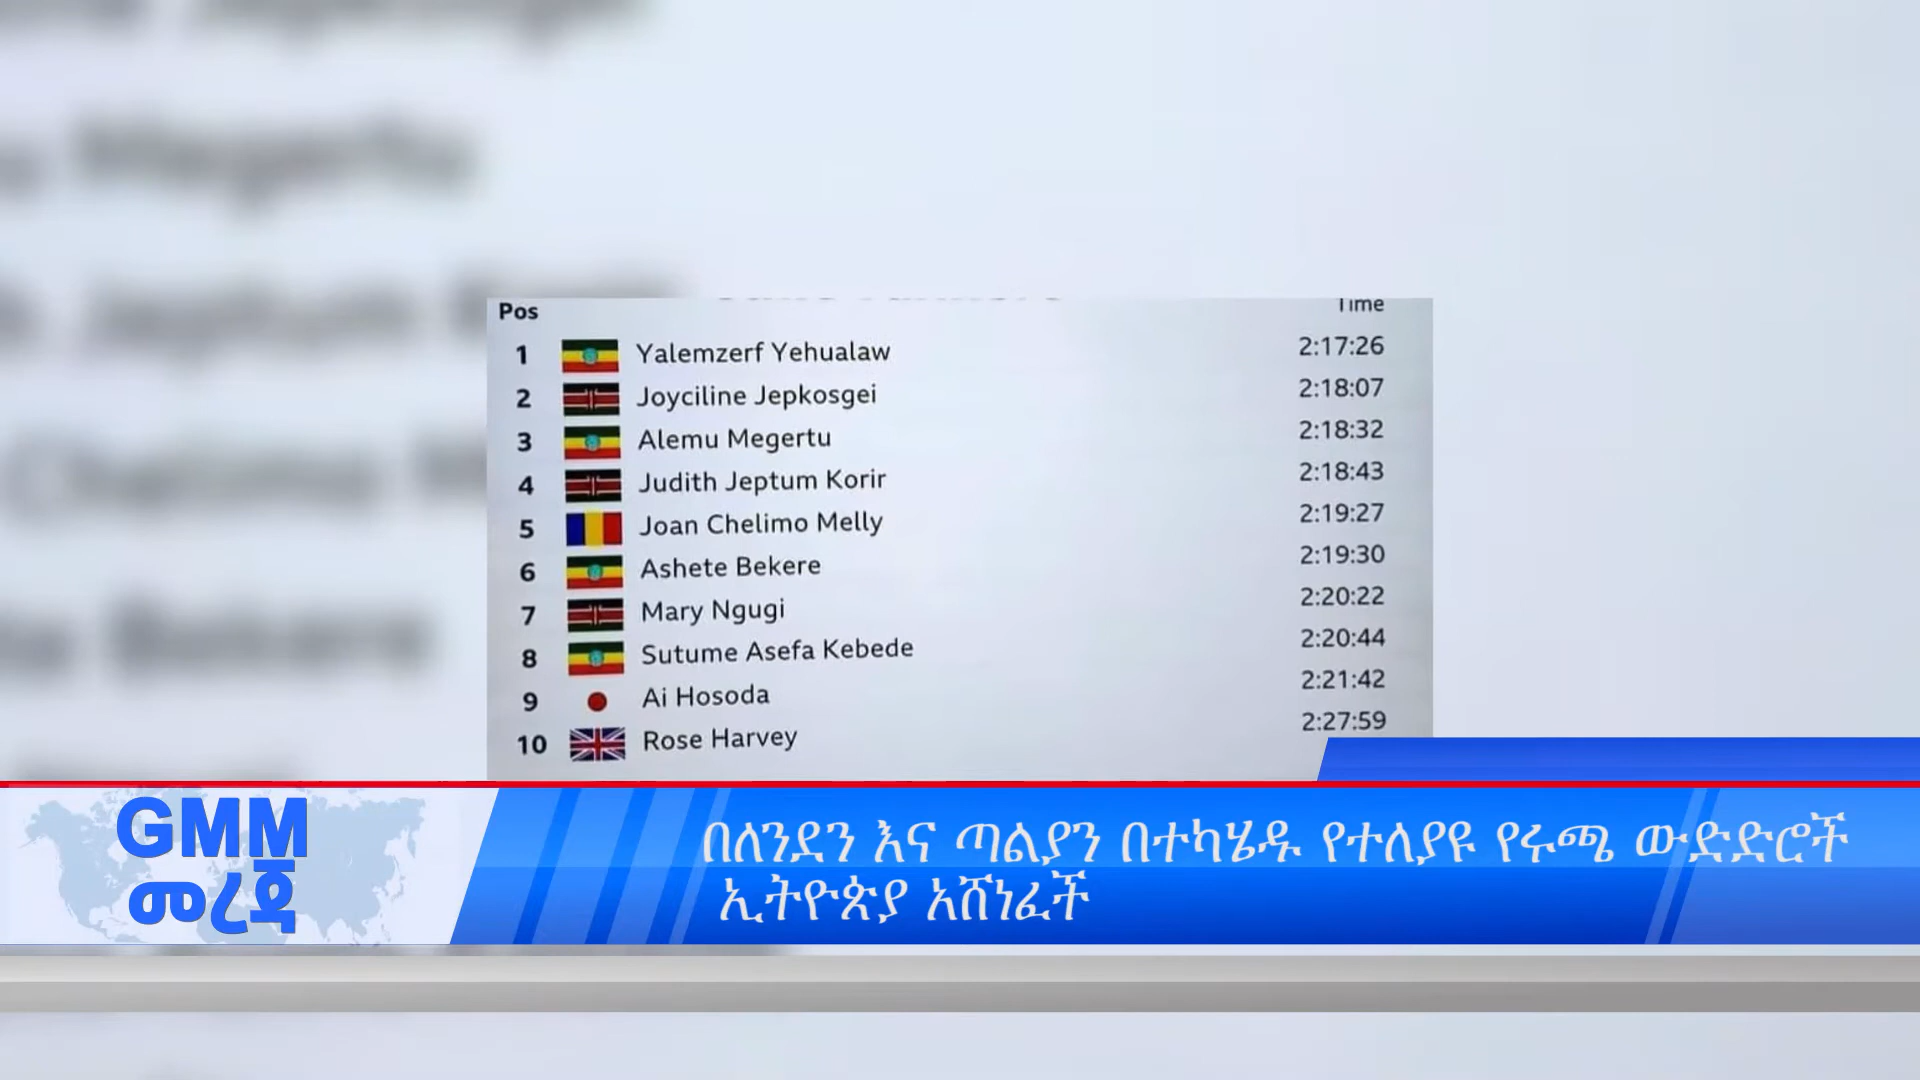 Pos Time
1 Yalemzerf Yehualaw 2:17:26
2 Joyciline Jepkosgei 2:18:07
3 Alemu Megertu 2:18:32
4 Judith Jeptum Korir 2:18:43
5 Joan Chelimo Melly 2:19:27
6 Ashete Bekere 2:19:30
7 Mary Ngugi 2:20:22
8 Sutume Asefa Kebede 2:20:44
9 Ai Hosoda 2:21:42
10 Rose Harvey 2:27:59
GMM
መረጃ
በለንደን እና ጣልያን በተካሄዱ የተለያዩ የሩጫ ውድድሮች
ኢትዮጵያ አሸነፈች